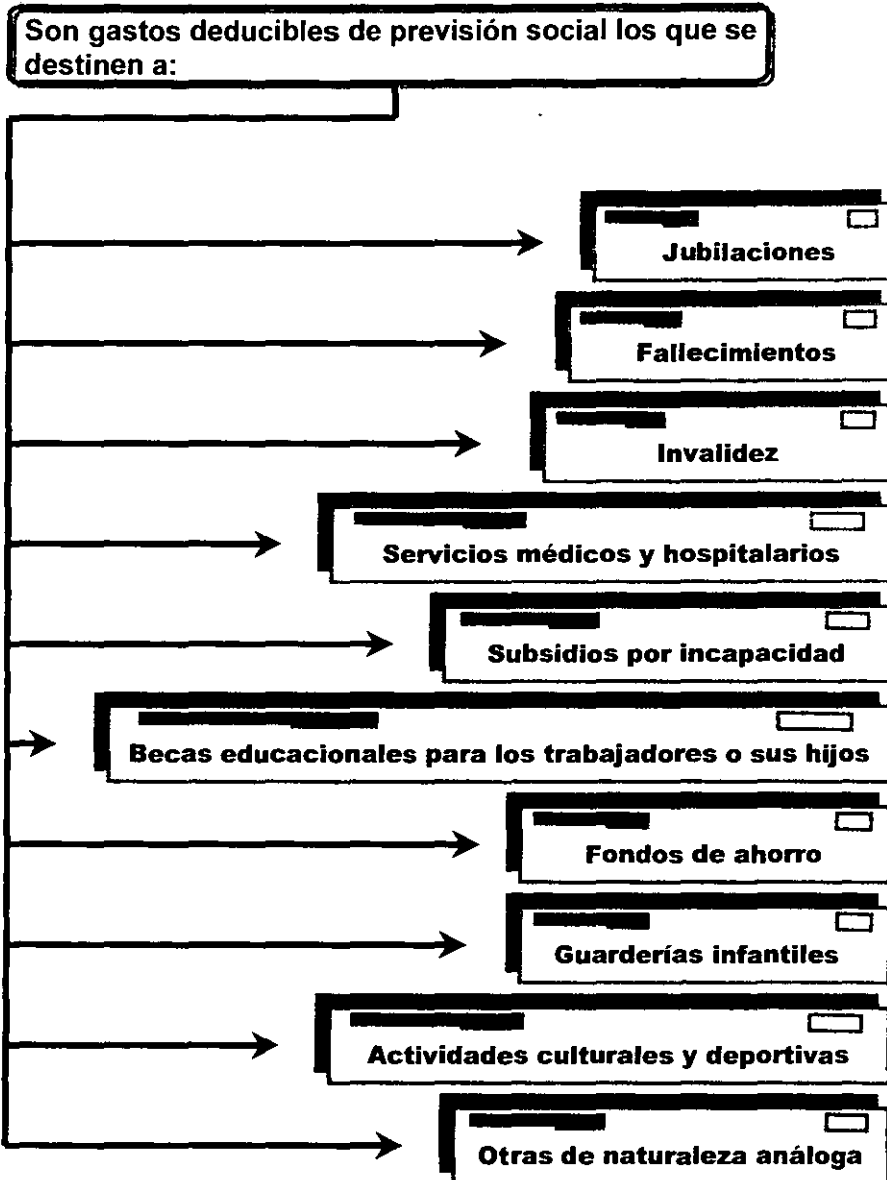 Son gastos deducibles de previsión social los que se
destinen a:
Jubilaciones
Fallecimientos
Invalidez
Servicios médicos y hospitalarios
Subsidios por incapacidad
Becas educacionales para los trabajadores o sus hijos
Fondos de ahorro
Guarderías infantiles
Actividades culturales y deportivas
Otras de naturaleza análoga